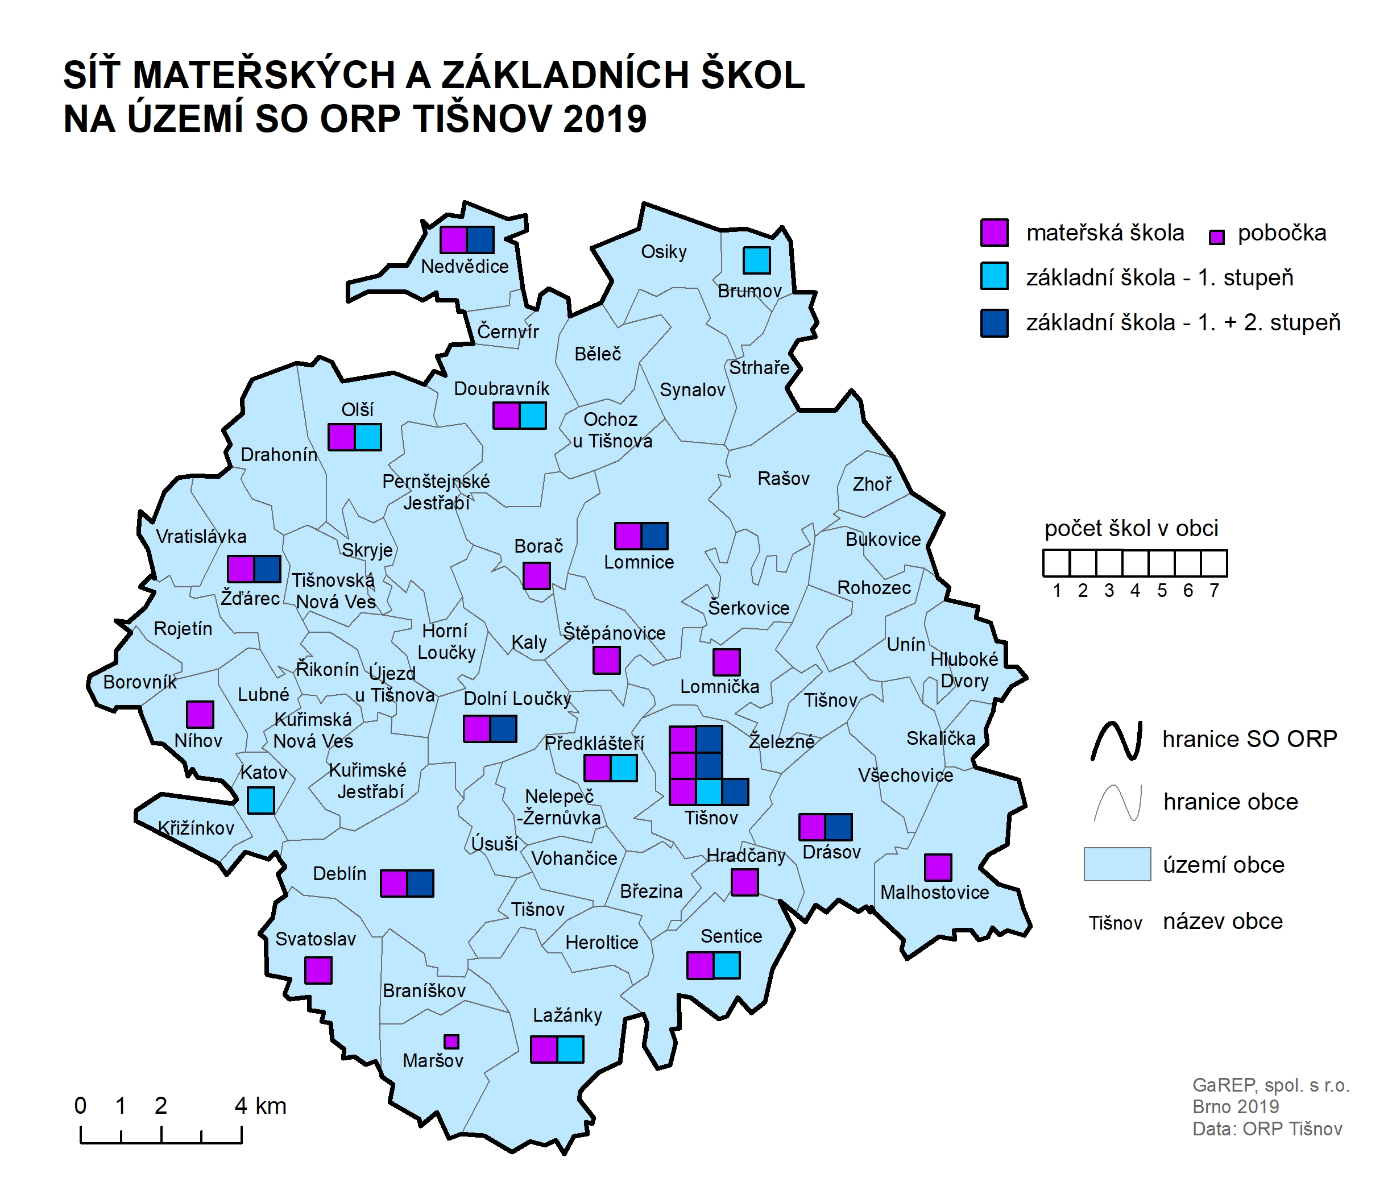 SÍŤ MATEŘSKÝCH A ZÁKLADNÍCH ŠKOL
NA ÚZEMÍ SO ORP TIŠNOV 2019
mateřská škola
pobočka
základní škola - 1. stupeň
základní škola - 1. + 2. stupeň
Nedvědice
Osiky
Brumov
Černvír
Běleč
Strhaře
Synalov
Doubravník
Olší
Ochoz
u Tišnova
Drahonín
Pernštejnské
Jestřabí
Rašov
Zhoř
Vratislávka
Skryje
Borač
Lomnice
Bukovice
počet škol v obci
1 2 3 4 5 6 7
Žďárec
Tišnovská
Nová Ves
Rohozec
Šerkovice
Rojetín
Horní
Loučky
Kaly
Štěpánovice
Unín
Hluboké
Dvory
Borovník
Řikonín
Újezd
u Tišnova
Lubné
Dolní Loučky
Lomnička
Tišnov
Níhov
Kuřimská
Nová Ves
Předklášteří
Železné
Skalička
Katov
Kuřimské
Jestřabí
Všechovice
Nelepeč
-Žernůvka
Tišnov
Křižínkov
Úsuší
Vohančice
Hradčany
Drásov
Deblín
Březina
Malhostovice
Tišnov
Svatoslav
Heroltice
Sentice
Braníškov
Lažánky
Maršov
hranice SO ORP
hranice obce
území obce
Tišnov
název obce
0 1 2 4 km
GaREP, spol. s r.o.
Brno 2019
Data: ORP Tišnov